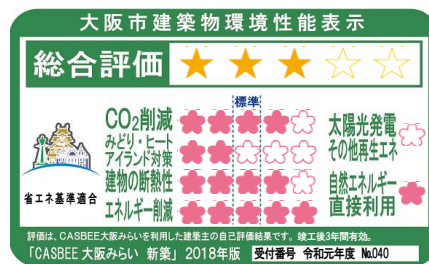 大阪市建築物環境性能表示
総合評価
標準
CO₂削減
みどり・ヒート
アイランド対策
建物の断熱性
エネルギー削減
太陽光発電
その他再生エネ
自然エネルギー
直接利用
省エネ基準適合
評価は、CASBEE大阪みらいを利用した建築主の自己評価結果です。竣工後3年間有効。
「CASBEE 大阪みらい 新築」2018年版 受付番号 令和元年度 No.040